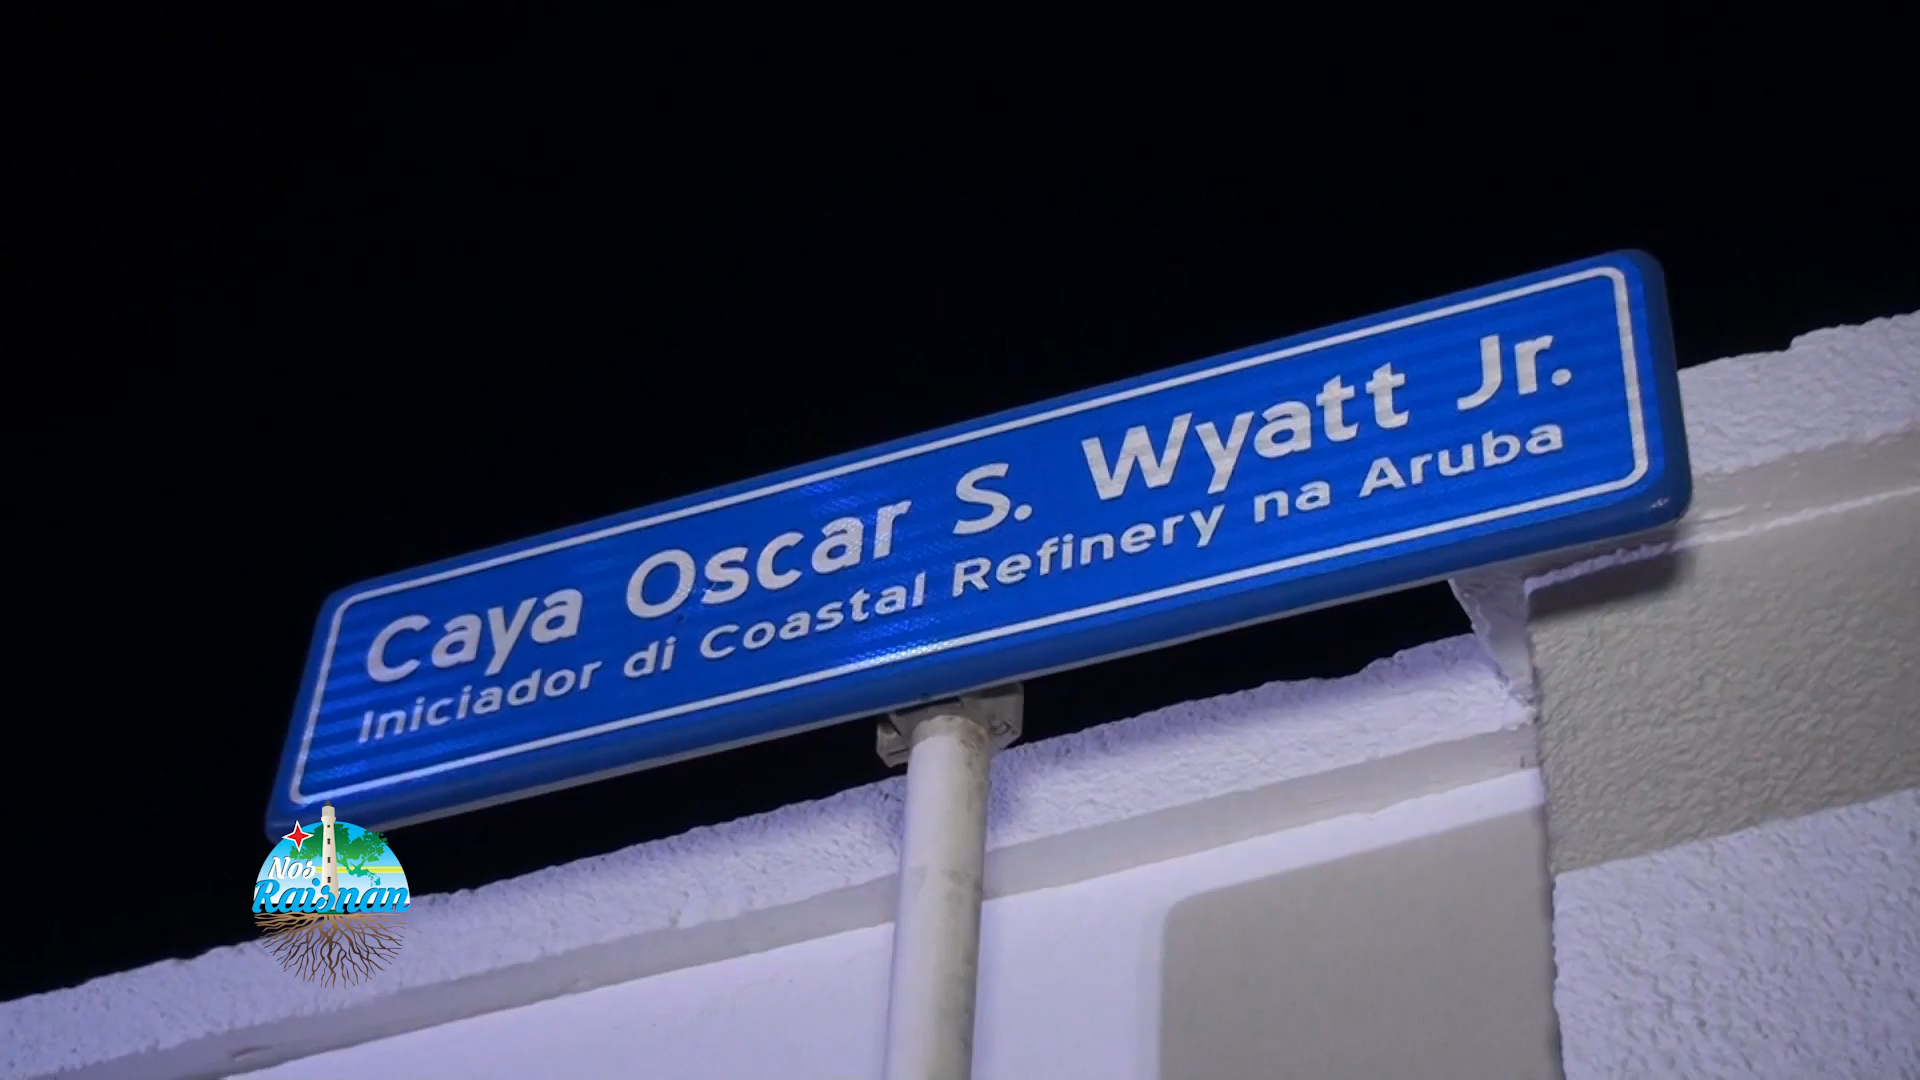 Caya Oscar S. Wyatt Jr.
Iniciador di Coastal Refinery na Aruba
Nos
Raisnan